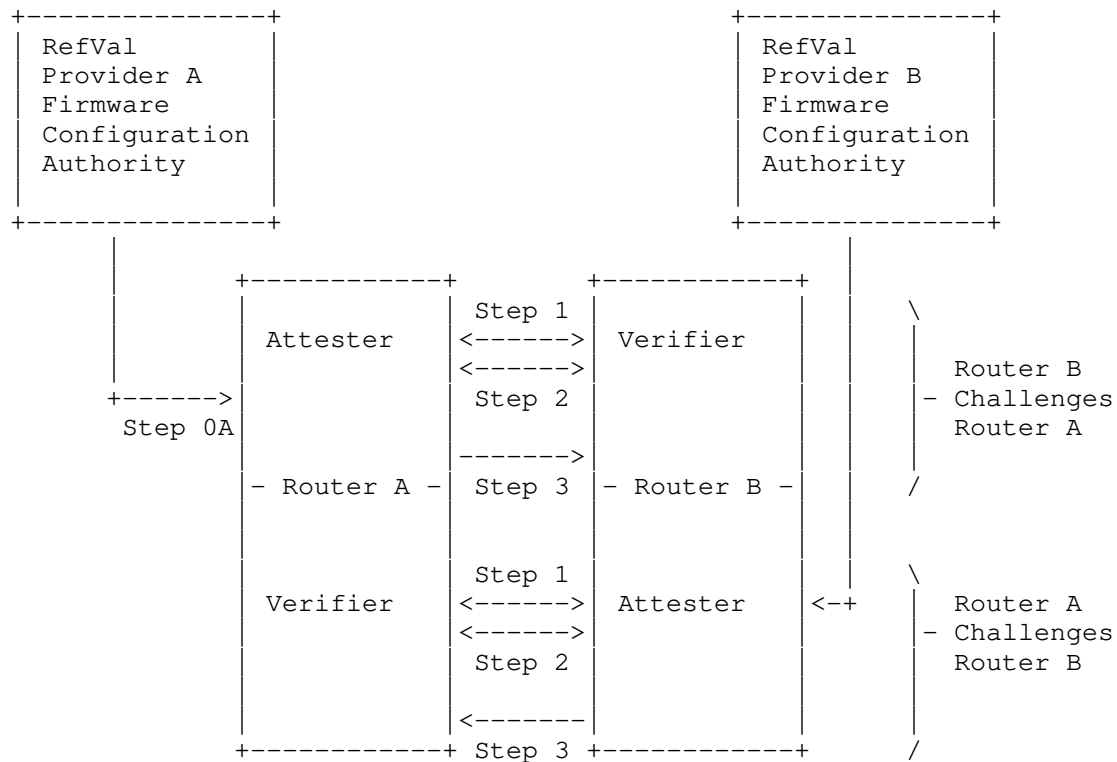 RefVal RefVal
Provider A Provider B
Firmware Firmware
Configuration Configuration
Authority Authority
Step 1
Attester Verifier
Router B
Step 2 Challenges
Step 0A Router A
- Router A - Step 3 - Router B -
Step 1
Verifier Attester Router A
Challenges
Step 2 Router B
Step 3